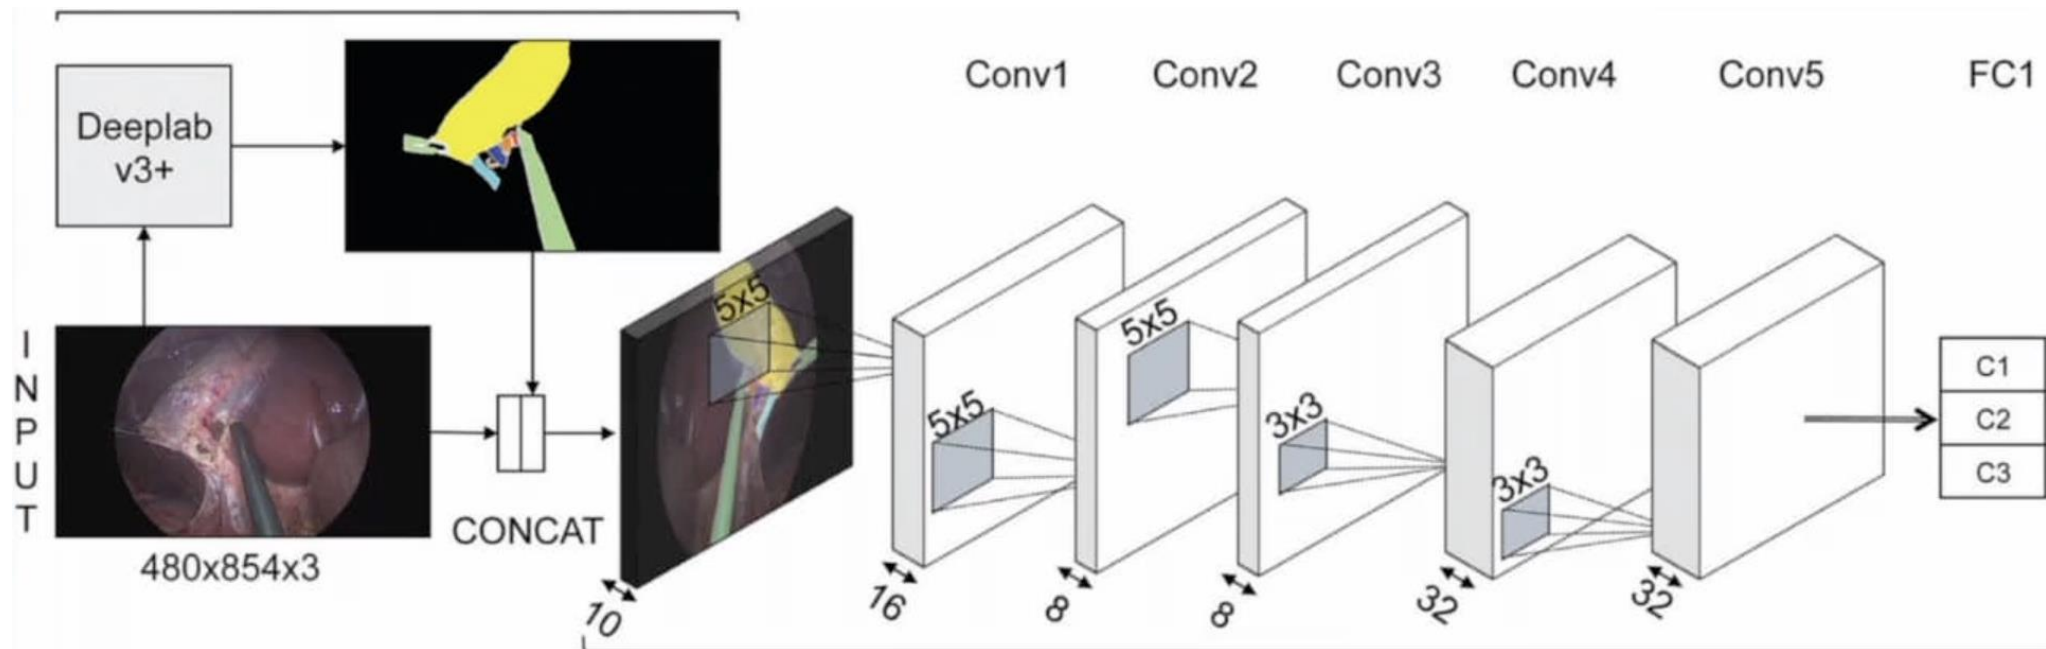 Conv1 Conv2 Conv3 Conv4 Conv5 FC1
Deeplab
v3+
5x5
5x5
5x5
3x3
3x3
INPUT
C1
C2
C3
CONCAT
480x854x3
10
16
8
8
32
32